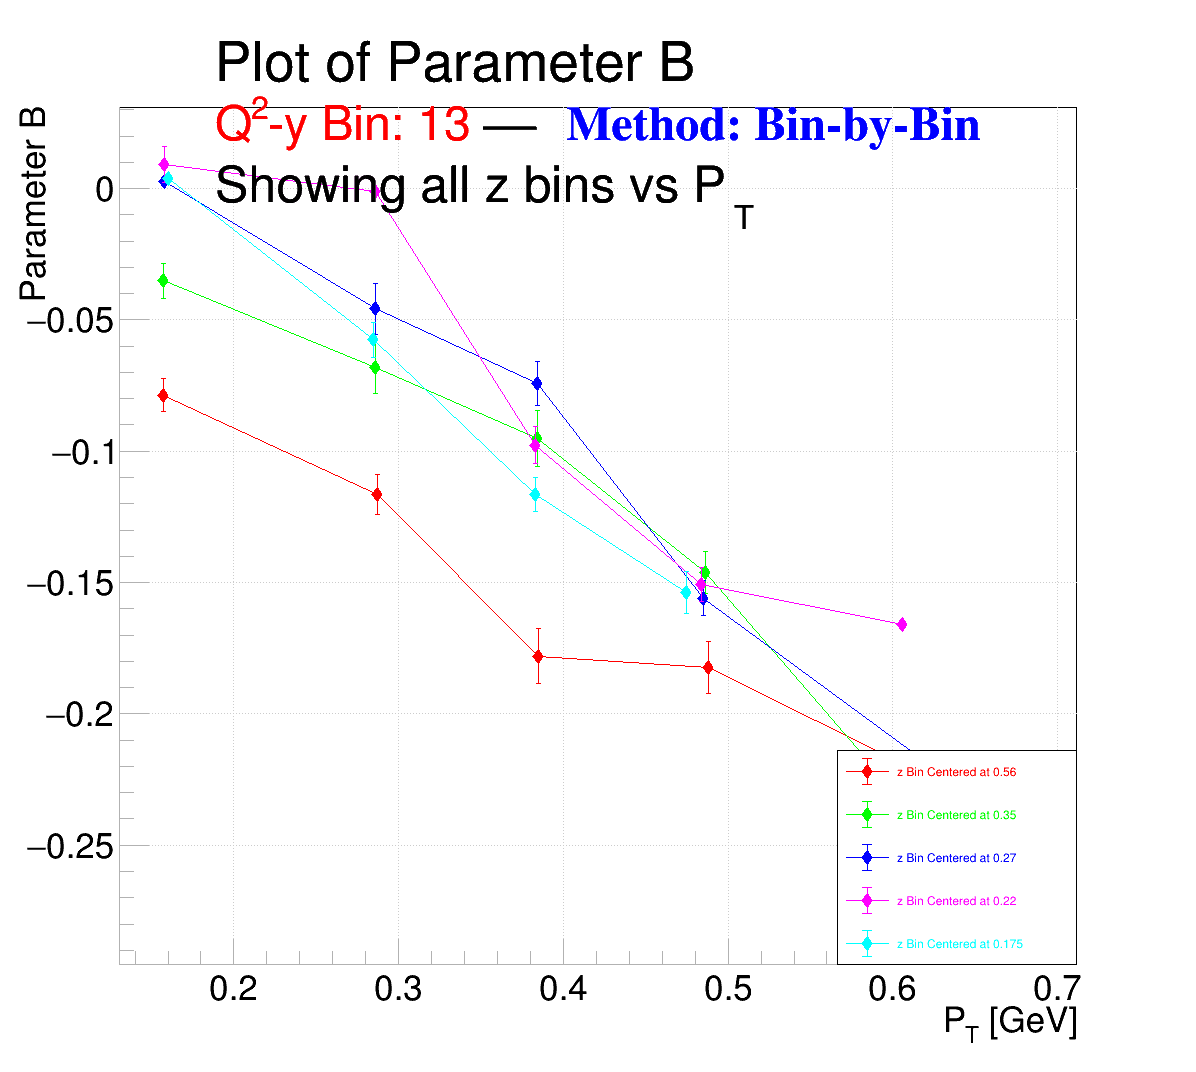 Plot of Parameter B
Q²-y Bin: 13 — Method: Bin-by-Bin
Showing all z bins vs P_T
Parameter B
0
−0.05
−0.1
−0.15
−0.2
−0.25
z Bin Centered at 0.56
z Bin Centered at 0.35
z Bin Centered at 0.27
z Bin Centered at 0.22
z Bin Centered at 0.175
0.2 0.3 0.4 0.5 0.6 0.7
P_T [GeV]